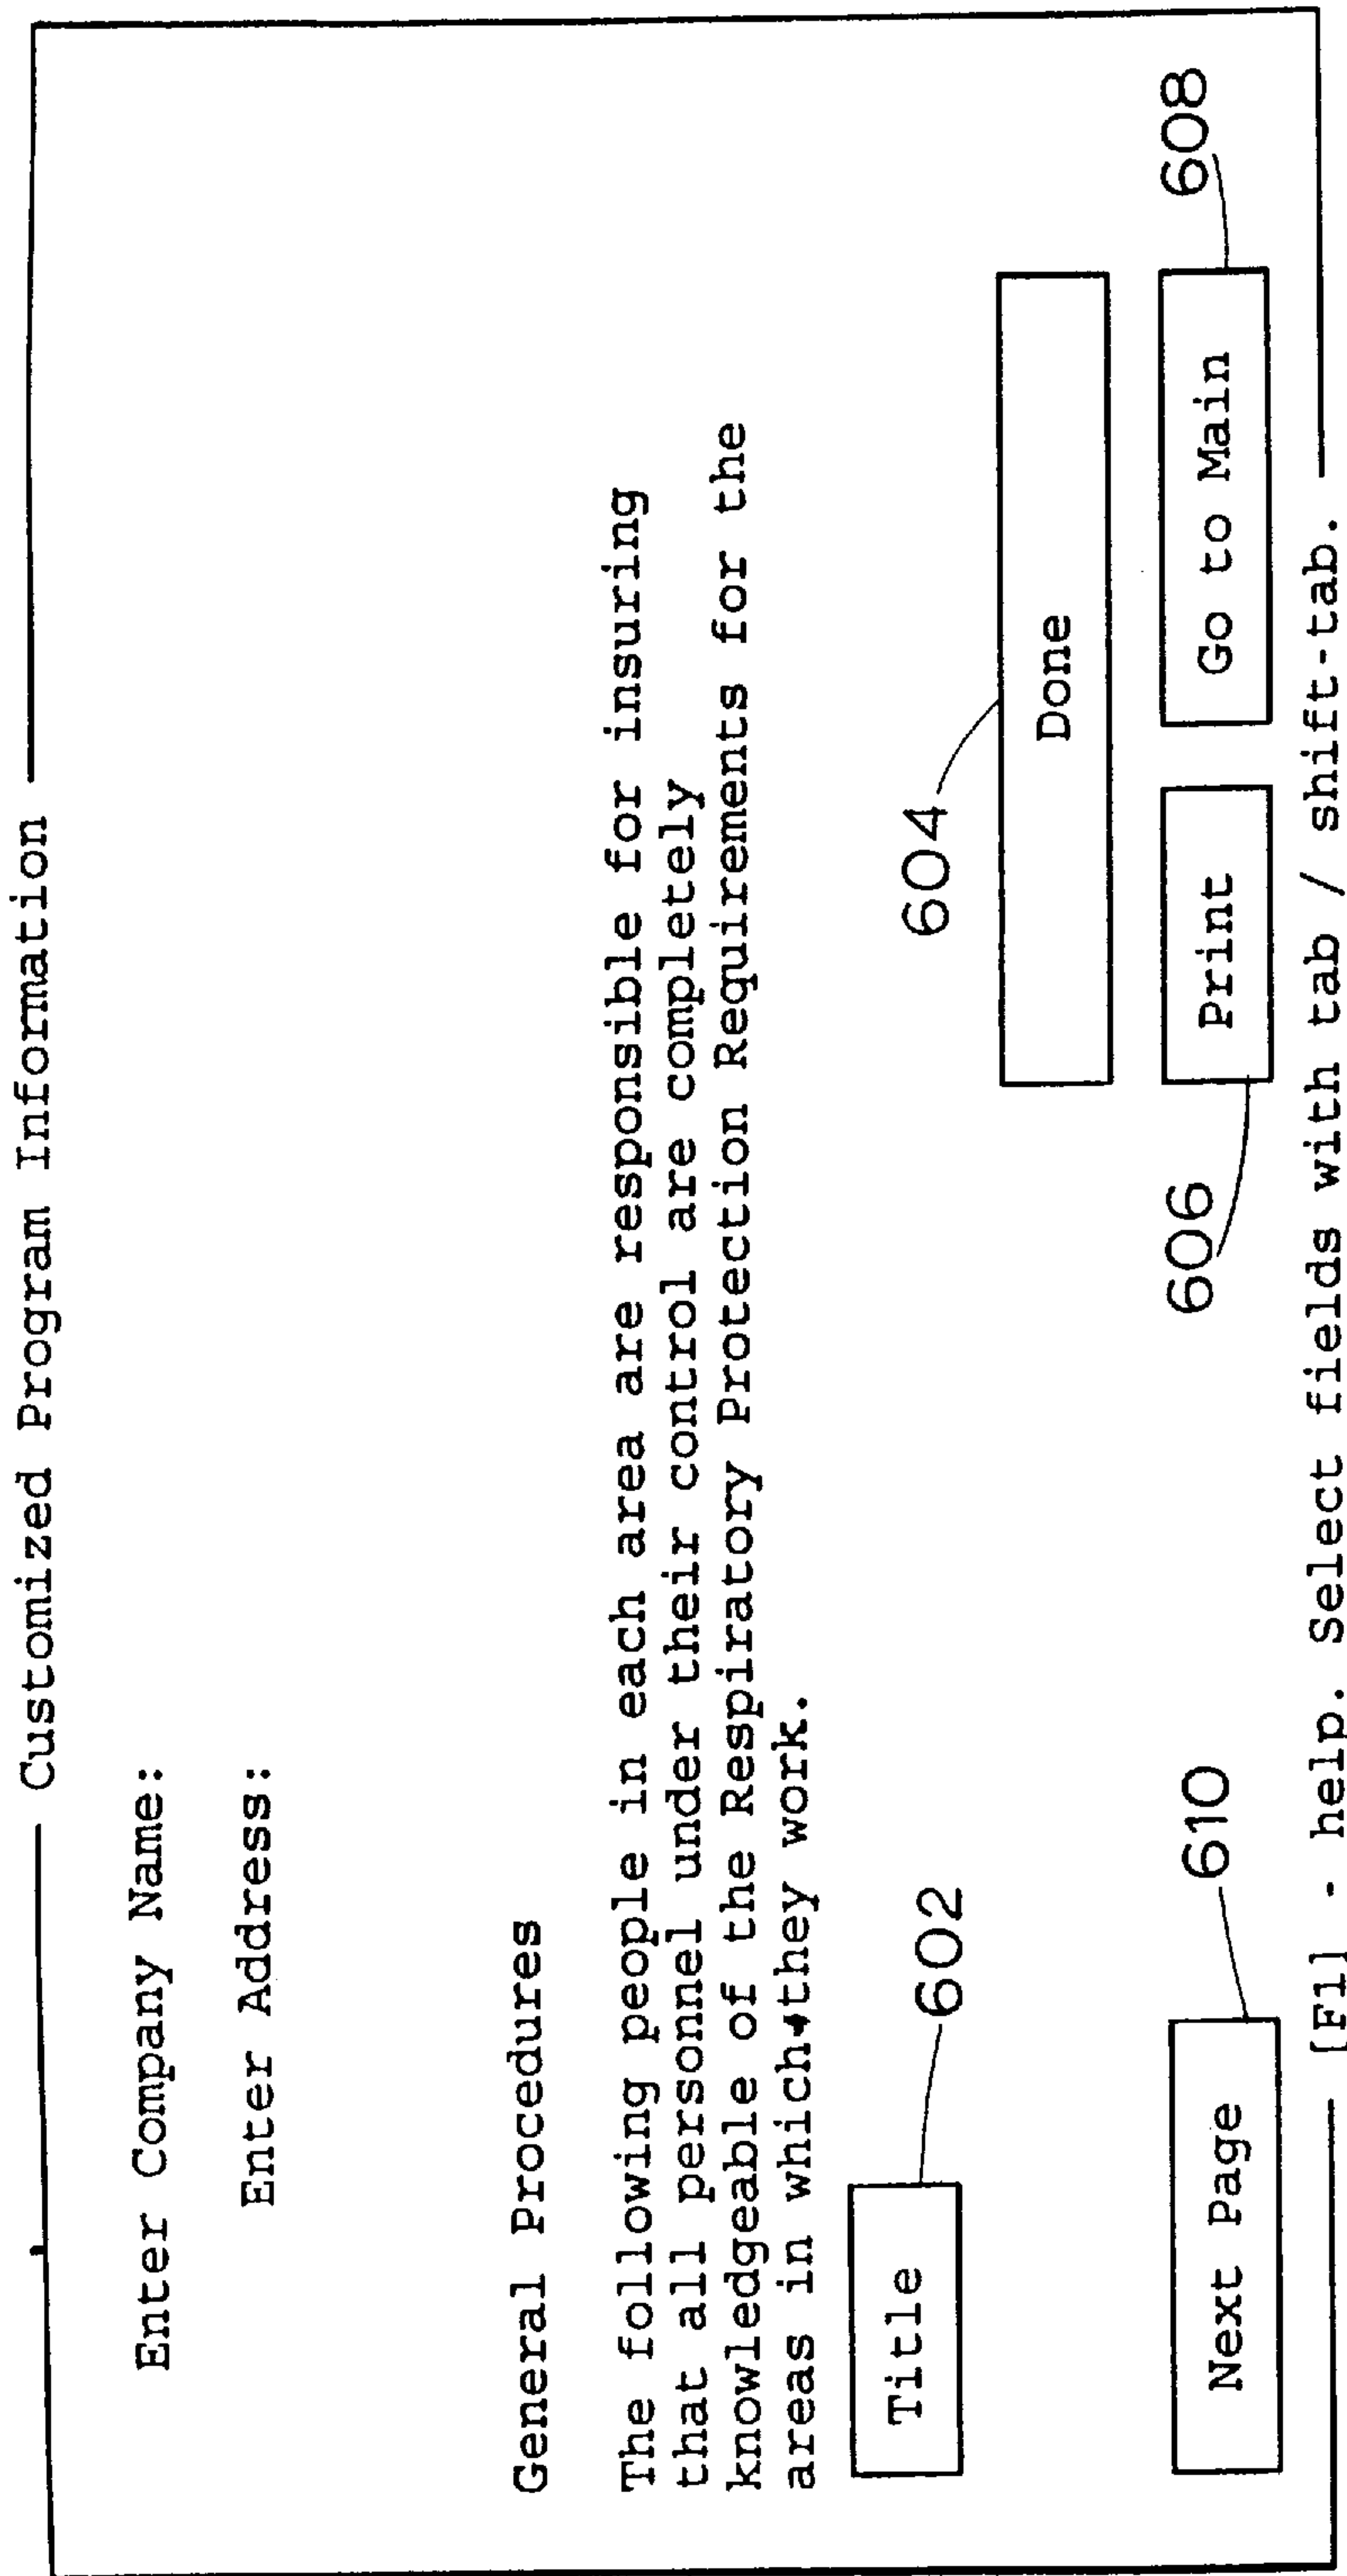 Customized Program Information
Enter Company Name:
Enter Address:
General Procedures
The following people in each area are responsible for insuring
that all personnel under their control are completely
knowledgeable of the Respiratory Protection Requirements for the
areas in which they work.
Title
602
604
Done
Next Page
610
606
Print
Go to Main
608
[F1] - help. Select fields with tab / shift-tab.